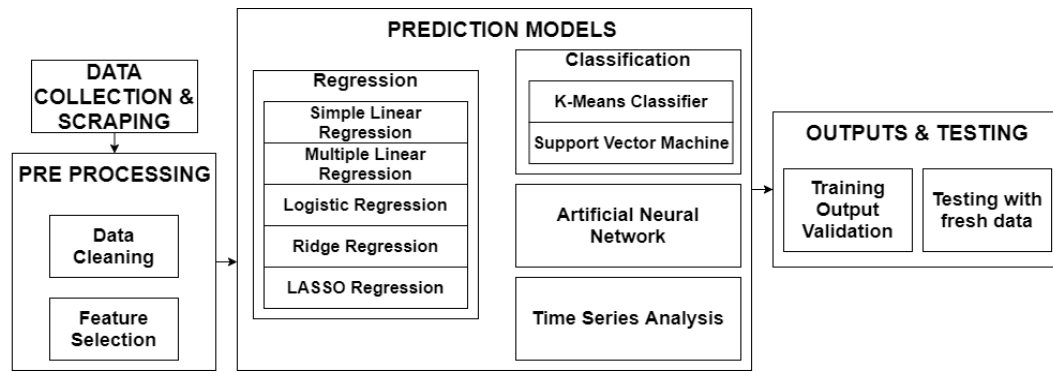 DATA
COLLECTION &
SCRAPING
PRE PROCESSING
Data
Cleaning
Feature
Selection
PREDICTION MODELS
Regression
Simple Linear
Regression
Multiple Linear
Regression
Logistic Regression
Ridge Regression
LASSO Regression
Classification
K-Means Classifier
Support Vector Machine
Artificial Neural
Network
Time Series Analysis
OUTPUTS & TESTING
Training
Output
Validation
Testing with
fresh data